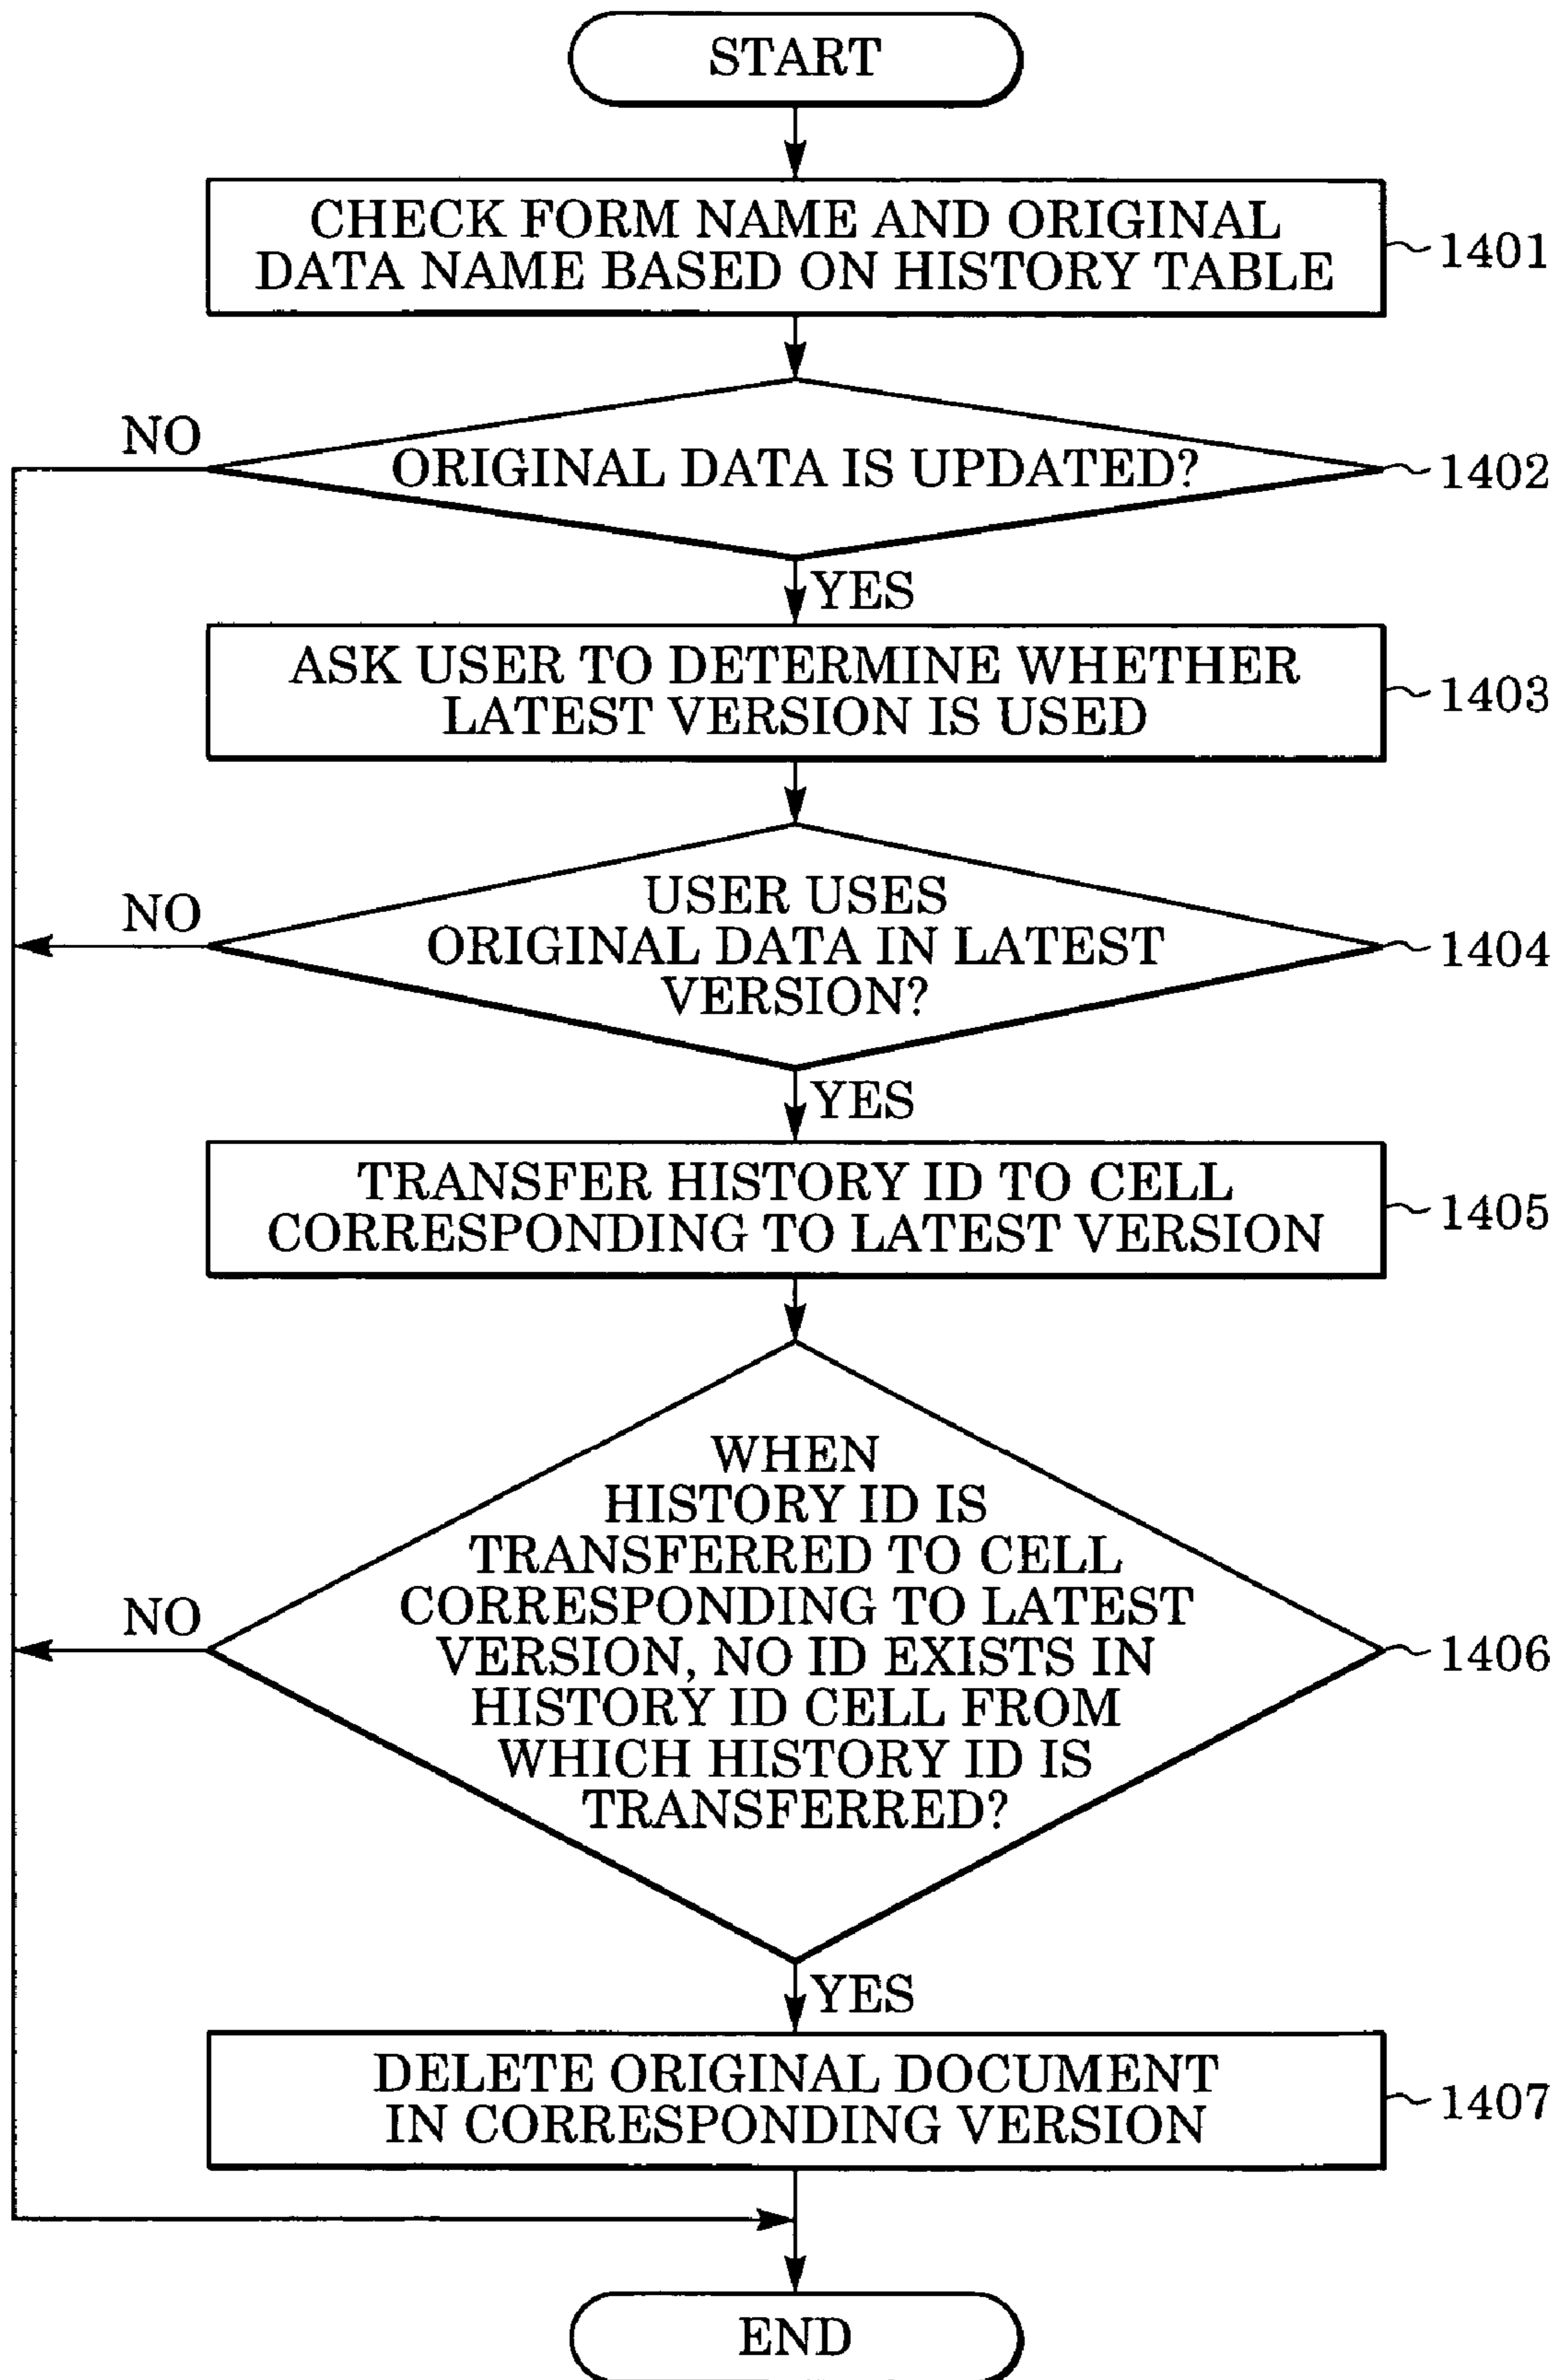 START
CHECK FORM NAME AND ORIGINAL
DATA NAME BASED ON HISTORY TABLE
1401
NO
ORIGINAL DATA IS UPDATED?
1402
YES
ASK USER TO DETERMINE WHETHER
LATEST VERSION IS USED
1403
NO
USER USES
ORIGINAL DATA IN LATEST
VERSION?
1404
YES
TRANSFER HISTORY ID TO CELL
CORRESPONDING TO LATEST VERSION
1405
WHEN
HISTORY ID IS
TRANSFERRED TO CELL
CORRESPONDING TO LATEST
VERSION, NO ID EXISTS IN
HISTORY ID CELL FROM
WHICH HISTORY ID IS
TRANSFERRED?
NO
1406
YES
DELETE ORIGINAL DOCUMENT
IN CORRESPONDING VERSION
1407
END